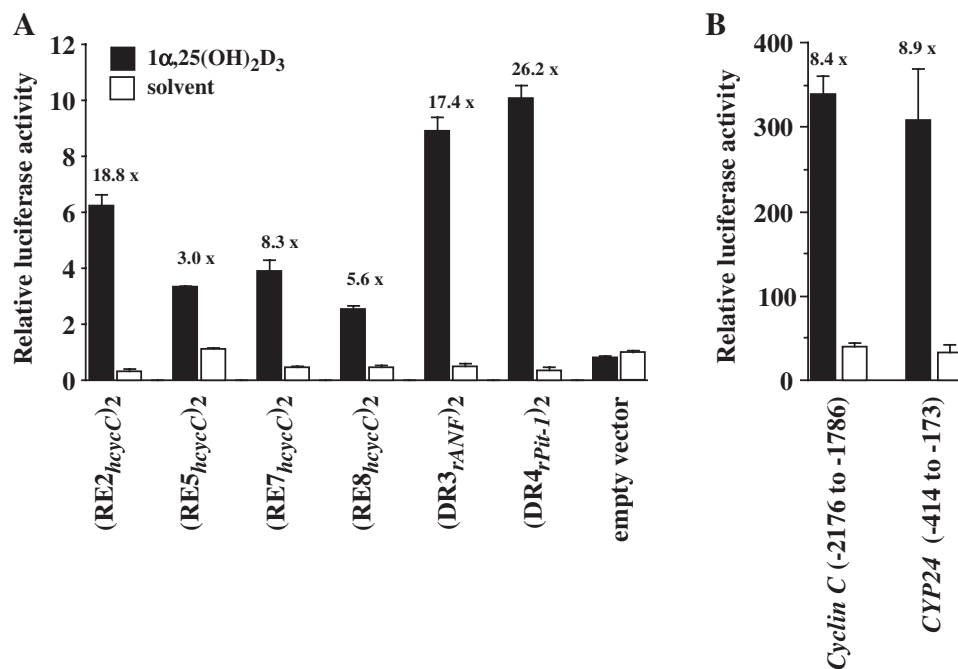 A
1α,25(OH)2D3
solvent
Relative luciferase activity
12
10
8
6
4
2
0
18.8 x
3.0 x
8.3 x
5.6 x
17.4 x
26.2 x
(RE2hcycC)2
(RE5hcycC)2
(RE7hcycC)2
(RE8hcycC)2
(DR3rANF)2
(DR4rPit-1)2
empty vector
B
Relative luciferase activity
400
300
200
100
0
8.4 x
8.9 x
Cyclin C (-2176 to -1786)
CYP24 (-414 to -173)